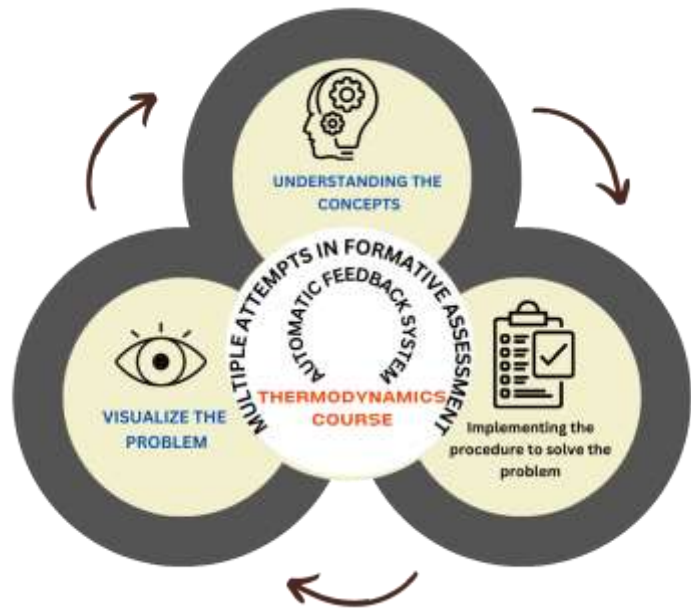 UNDERSTANDING THE
CONCEPTS
MULTIPLE ATTEMPTS IN FORMATIVE ASSESSMENT
AUTOMATIC FEEDBACK SYSTEM
THERMODYNAMICS
COURSE
VISUALIZE THE
PROBLEM
Implementing the
procedure to solve the
problem